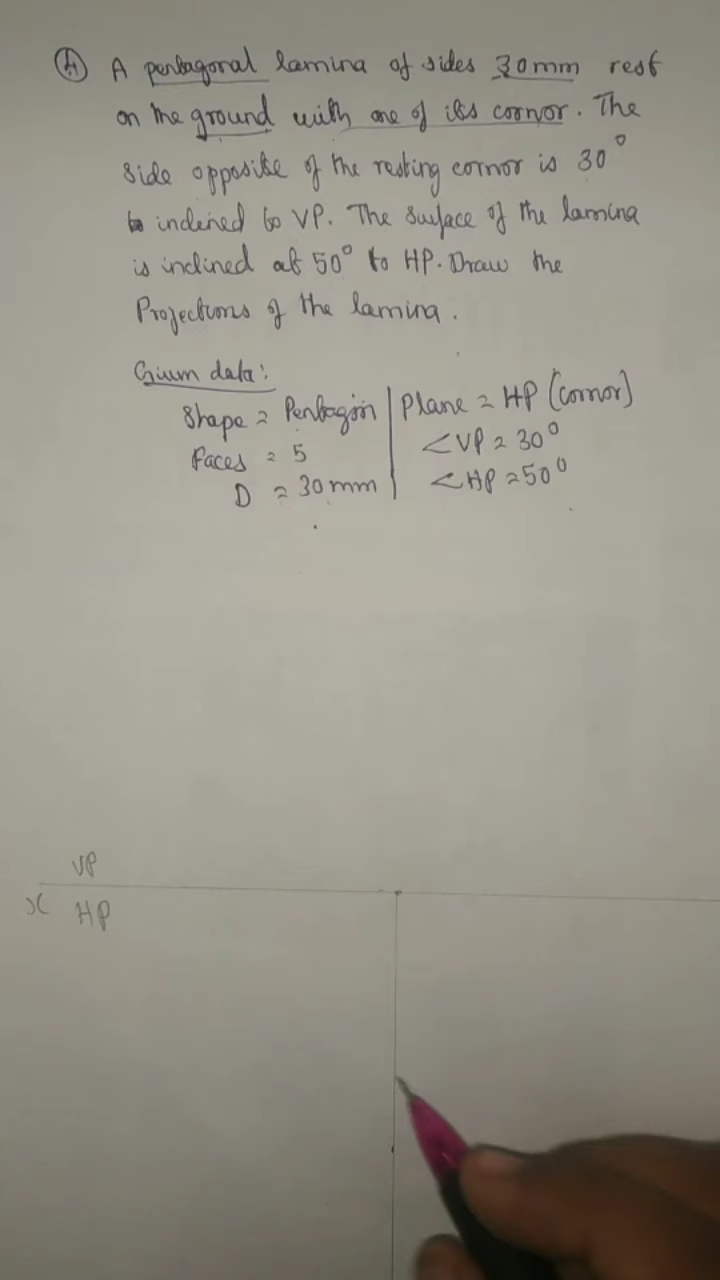 4 A pentagonal lamina of sides 30mm rest
on the ground with one of its cornor. The
side opposite of the resting cornor is 30°
inclined to VP. The surface of the lamina
is inclined at 50° to HP. Draw the
Projections of the lamina.
Given data:
Shape = Pentagon | Plane = HP (cornor)
Faces = 5 | <VP = 30°
D = 30mm | <HP = 50°
VP
X HP